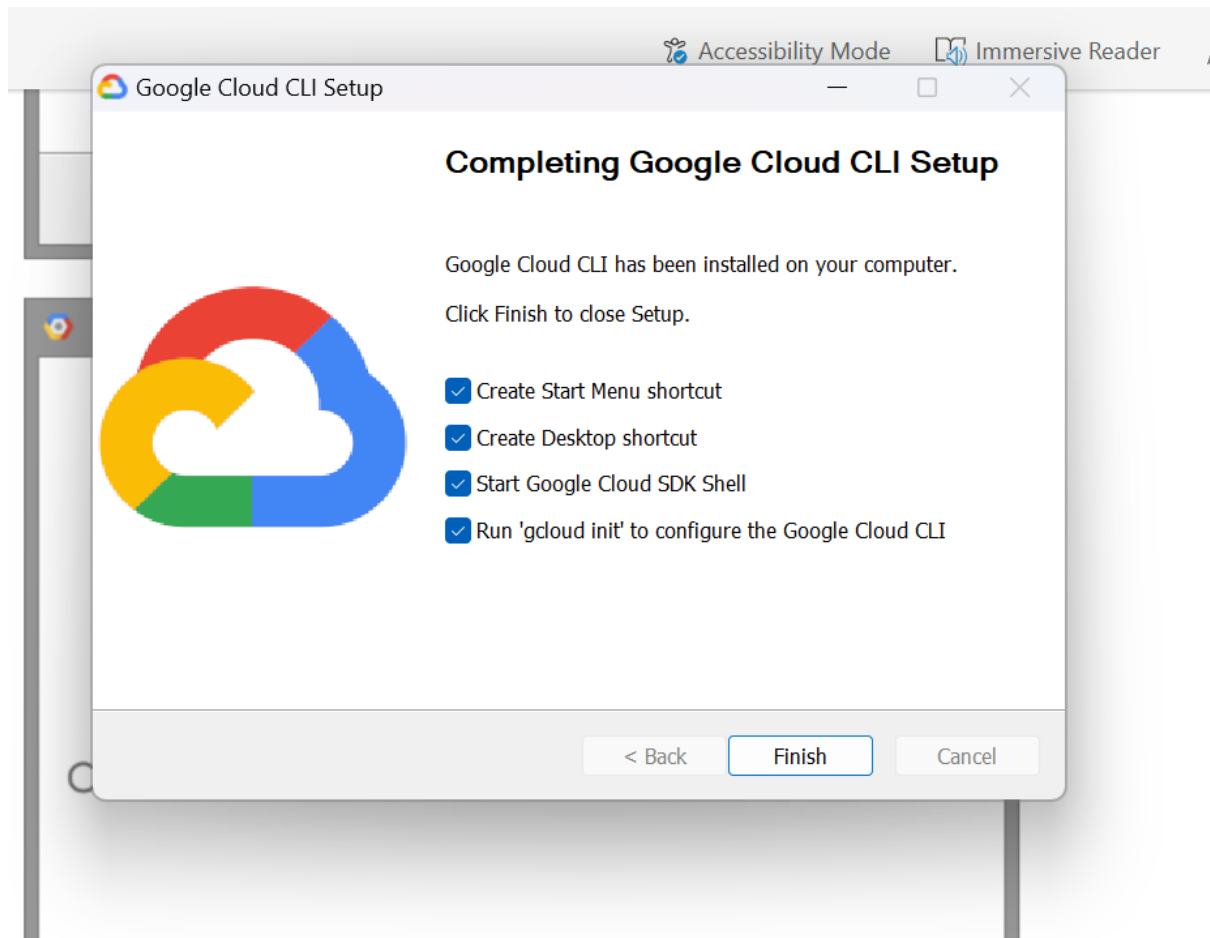 Accessibility Mode Immersive Reader
Google Cloud CLI Setup
Completing Google Cloud CLI Setup
Google Cloud CLI has been installed on your computer.
Click Finish to close Setup.
Create Start Menu shortcut
Create Desktop shortcut
Start Google Cloud SDK Shell
Run 'gcloud init' to configure the Google Cloud CLI
< Back Finish Cancel